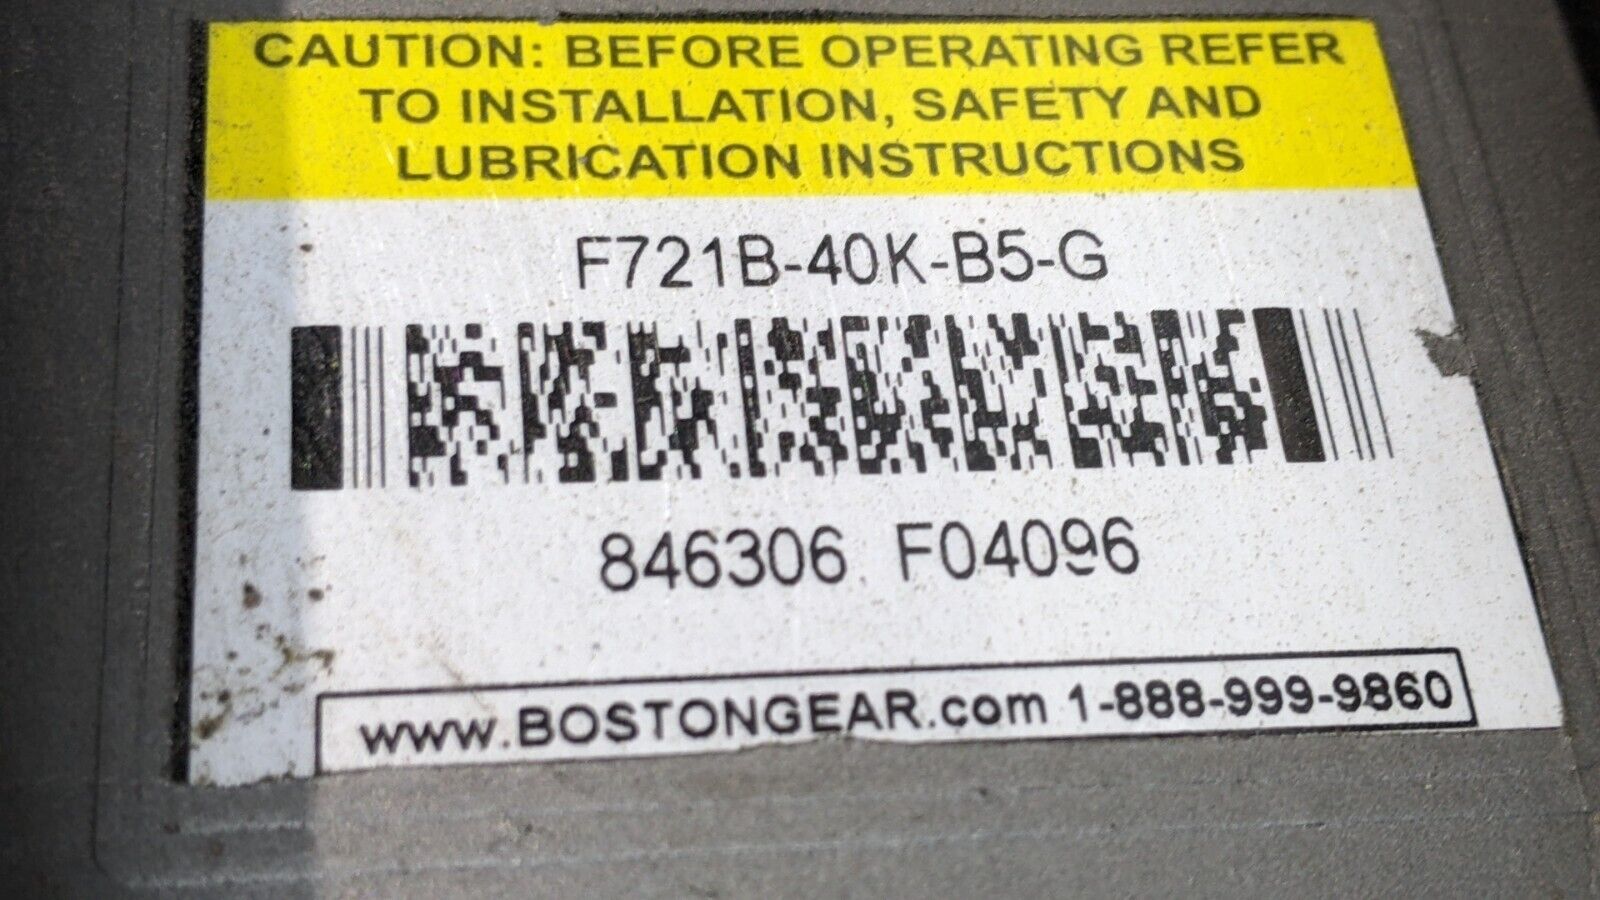 CAUTION: BEFORE OPERATING REFER
TO INSTALLATION, SAFETY AND
LUBRICATION INSTRUCTIONS
F721B-40K-B5-G
846306 F04096
www.BOSTONGEAR.com 1-888-999-9860